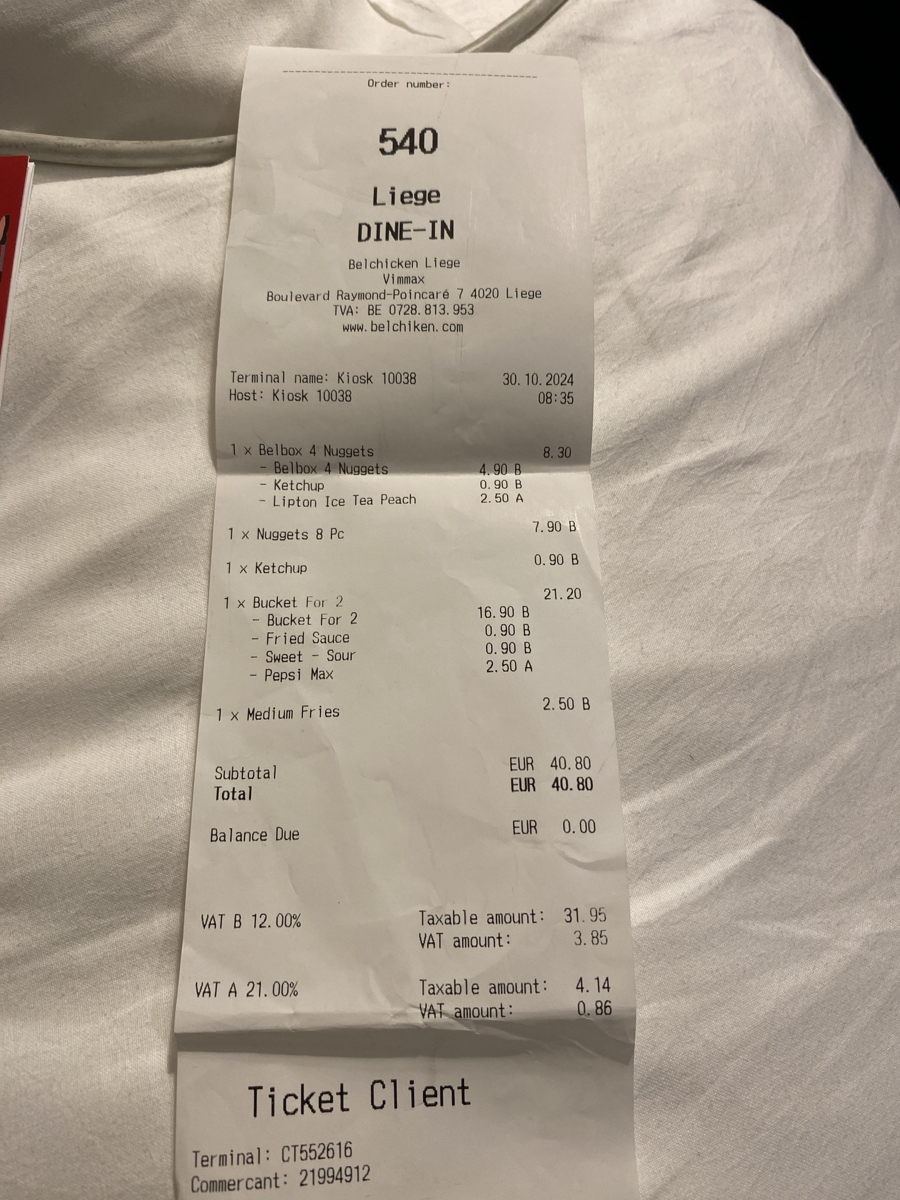 Order number:
540
Liege
DINE-IN
Belchicken Liege
Vimmax
Boulevard Raymond-Poincaré 7 4020 Liege
TVA: BE 0728.813.953
www.belchiken.com
Terminal name: Kiosk 10038 30.10.2024
Host: Kiosk 10038 08:35
1 x Belbox 4 Nuggets 8.30
- Belbox 4 Nuggets 4.90 B
- Ketchup 0.90 B
- Lipton Ice Tea Peach 2.50 A
1 x Nuggets 8 Pc 7.90 B
1 x Ketchup 0.90 B
1 x Bucket For 2 21.20
- Bucket For 2 16.90 B
- Fried Sauce 0.90 B
- Sweet - Sour 0.90 B
- Pepsi Max 2.50 A
1 x Medium Fries 2.50 B
Subtotal EUR 40.80
Total EUR 40.80
Balance Due EUR 0.00
VAT B 12.00% Taxable amount: 31.95
VAT amount: 3.85
VAT A 21.00% Taxable amount: 4.14
VAT amount: 0.86
Ticket Client
Terminal: CT552616
Commercant: 21994912